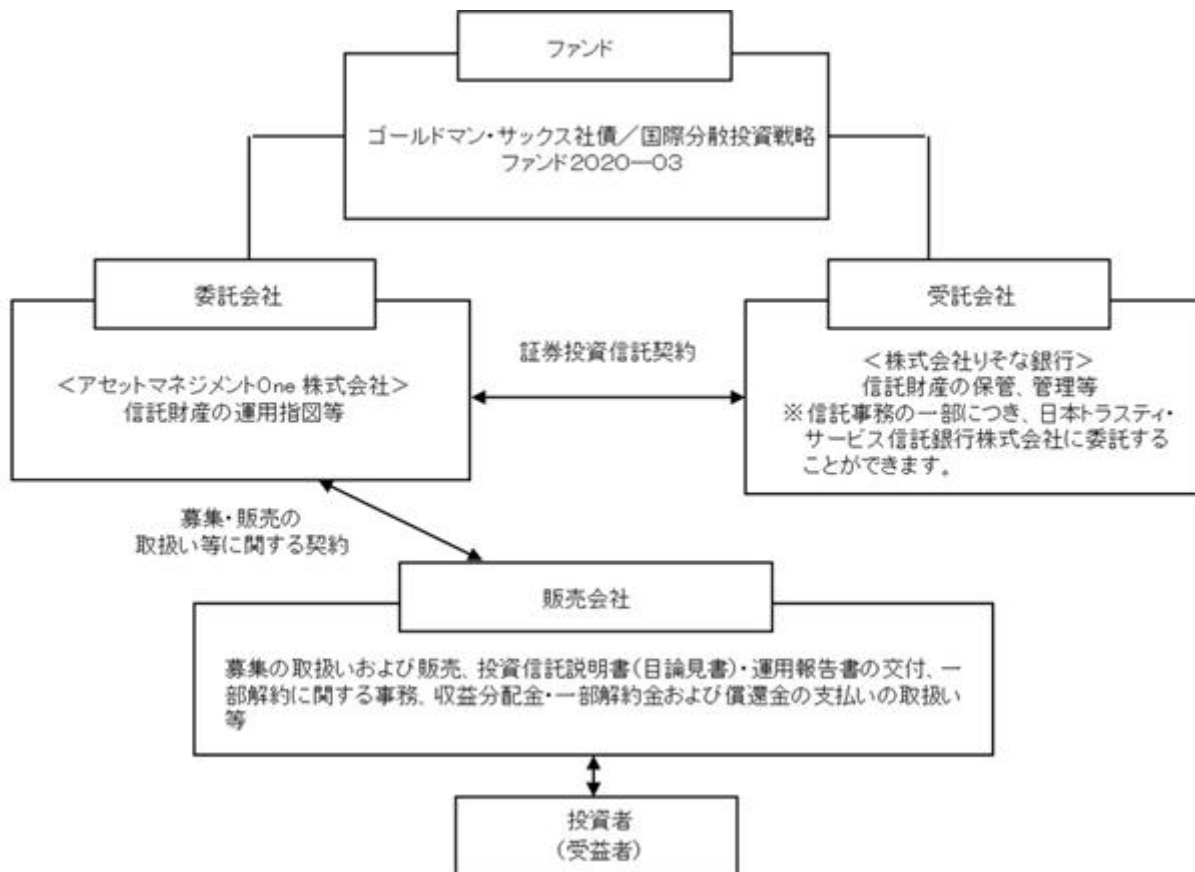 ファンド
ゴールドマン・サックス社債／国際分散投資戦略
ファンド2020―03
委託会社
＜アセットマネジメントOne 株式会社＞
信託財産の運用指図等
証券投資信託契約
受託会社
＜株式会社りそな銀行＞
信託財産の保管、管理等
※信託事務の一部につき、日本トラスティ・
サービス信託銀行株式会社に委託する
ことができます。
募集・販売の
取扱い等に関する契約
販売会社
募集の取扱いおよび販売、投資信託説明書(目論見書)・運用報告書の交付、一
部解約に関する事務、収益分配金・一部解約金および償還金の支払いの取扱い
等
投資者
(受益者)